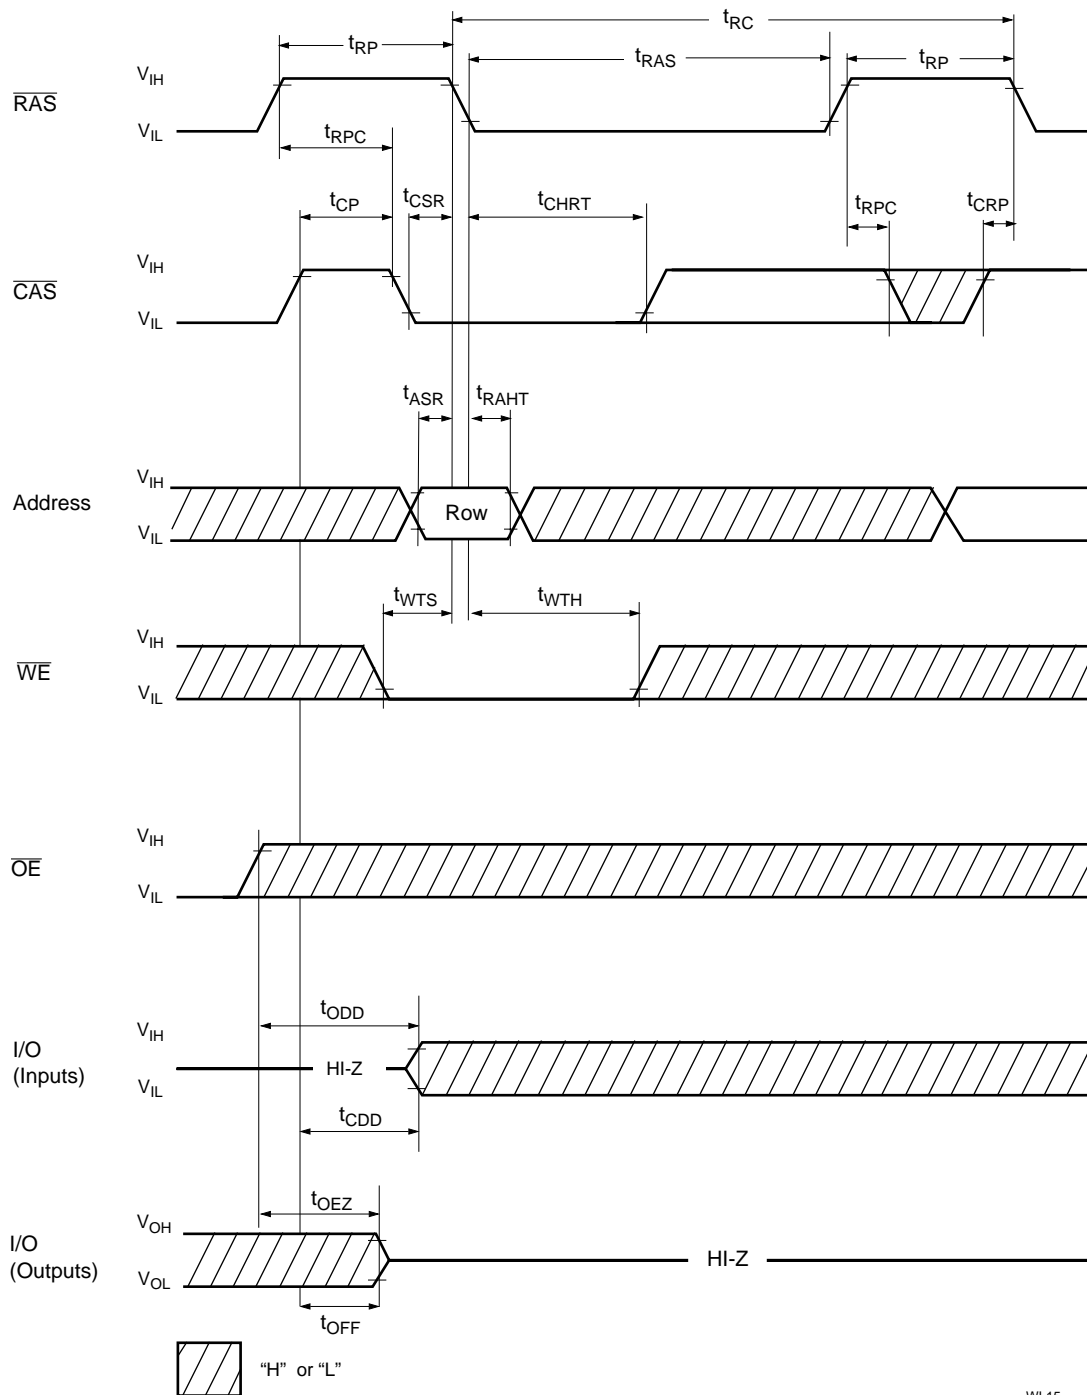 tRC
tRP
tRAS
tRP
VIH
RAS
VIL
tRPC
tCSR
tCP
tCHRT
tRPC
tCRP
VIH
CAS
VIL
tASR
tRAHT
VIH
Address
Row
VIL
tWTS
tWTH
VIH
WE
VIL
VIH
OE
VIL
tODD
VIH
I/O
(Inputs)
HI-Z
VIL
tCDD
tOEZ
VOH
I/O
(Outputs)
HI-Z
VOL
tOFF
“H” or “L”
WL15